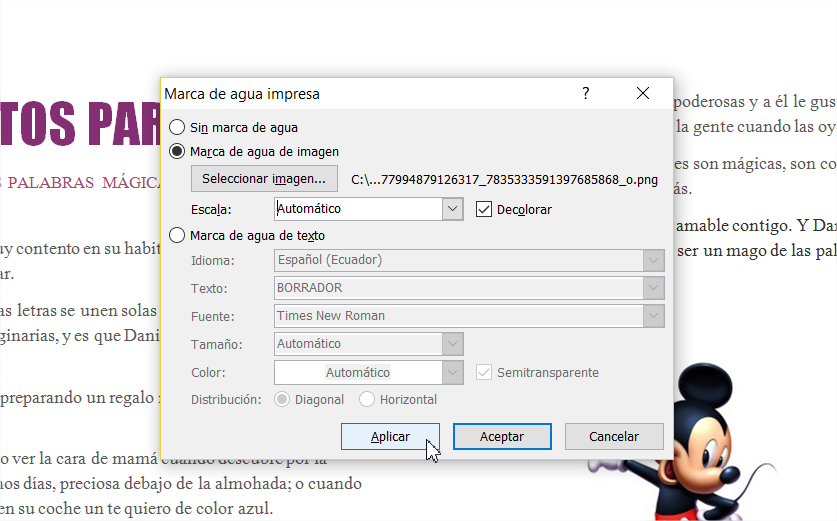 Marca de agua impresa
?
Sin marca de agua
Marca de agua de imagen
Seleccionar imagen...
C:\...77994879126317_7835333591397685868_o.png
Escala:
Automático
Decolorar
Marca de agua de texto
Idioma:
Español (Ecuador)
Texto:
BORRADOR
Fuente:
Times New Roman
Tamaño:
Automático
Color:
Automático
Semitransparente
Distribución:
Diagonal
Horizontal
Aplicar
Aceptar
Cancelar
TOS PAR
PALABRAS MÁGICA
uy contento en su habit
ar.
as letras se unen solas
ginarias, y es que Dani
preparando un regalo
o ver la cara de mamá cuando descubre por la
nos días, preciosa debajo de la almohada; o cuando
en su coche un te quiero de color azul.
poderosas y a él le gus
la gente cuando las oye
es son mágicas, son co
ás.
amable contigo. Y Dan
ser un mago de las pal